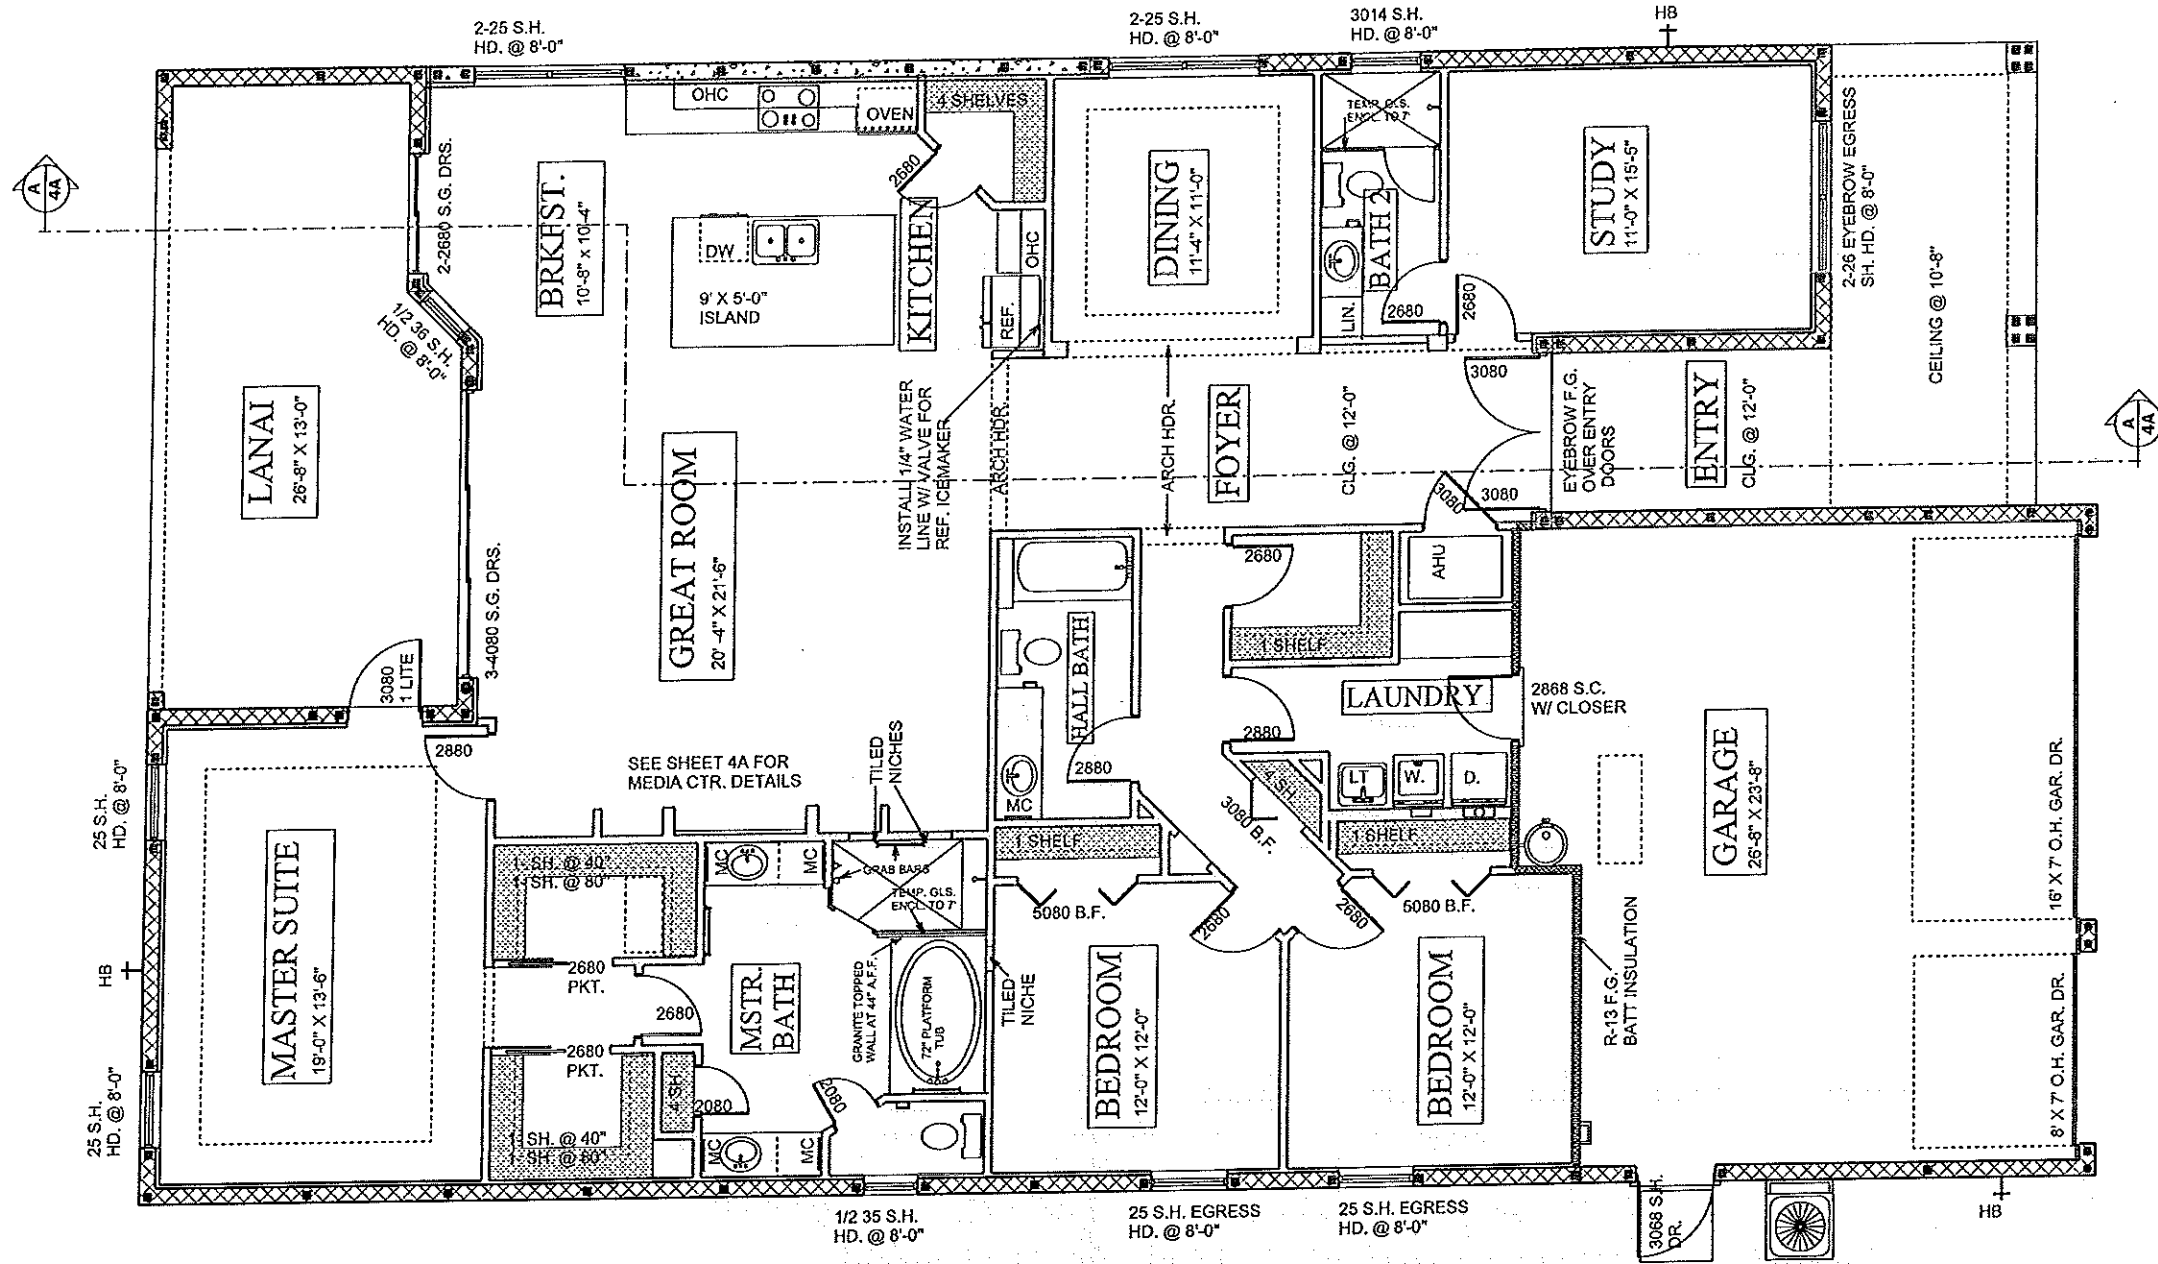 2-25 S.H.
HD. @ 8'-0"
2-25 S.H.
HD. @ 8'-0"
3014 S.H.
HD. @ 8'-0"
HB
A
4A
LANAI
26'-8" X 13'-0"
2-2680 S.G. DRS.
1/2 36 S.H.
HD. @ 8'-0"
3-4080 S.G. DRS.
3080
1 LITE
BRKFST.
10'-8" x 10'-4"
OHC
OVEN
4 SHELVES
2680
DW
9' X 5'-0"
ISLAND
KITCHEN
OHC
REF.
INSTALL 1/4" WATER
LINE W/ VALVE FOR
REF. ICEMAKER
ARCH HDR.
DINING
11'-4" X 11'-0"
TEMP. GLS.
ENCL. TO 7'
BATH 2
LIN.
2680
2680
STUDY
11'-0" X 15'-5"
2-26 EYEBROW EGRESS
SH. HD. @ 8'-0"
CEILING @ 10'-8"
GREAT ROOM
20'-4" X 21'-6"
ARCH HDR.
FOYER
CLG. @ 12'-0"
3080
3080
3080
EYEBROW F.G.
OVER ENTRY
DOORS
ENTRY
CLG. @ 12'-0"
A
4A
SEE SHEET 4A FOR
MEDIA CTR. DETAILS
TILED
NICHES
HALL BATH
2880
MC
2680
1 SHELF
AHU
LAUNDRY
2880
LT
W.
D.
2868 S.C.
W/ CLOSER
4 SH.
3080 B.F.
1 SHELF
1 SHELF
GARAGE
26'-8" X 23'-8"
16' X 7' O.H. GAR. DR.
8' X 7' O.H. GAR. DR.
R-13 F.G.
BATT INSULATION
25 S.H.
HD. @ 8'-0"
HB
25 S.H.
HD. @ 8'-0"
MASTER SUITE
19'-0" X 13'-6"
2880
1- SH. @ 40"
1- SH. @ 80"
2680
PKT.
2680
2680
PKT.
1- SH. @ 40"
1- SH. @ 80"
4 SH.
2080
MC
MC
MSTR.
BATH
GRAB BARS
TEMP. GLS.
ENCL. TO 7'
GRANITE TOPPED
WALL AT 44" A.F.F.
72" PLATFORM
TUB
2080
MC
MC
TILED
NICHE
5080 B.F.
2680
BEDROOM
12'-0" X 12'-0"
2680
5080 B.F.
BEDROOM
12'-0" X 12'-0"
1/2 35 S.H.
HD. @ 8'-0"
25 S.H. EGRESS
HD. @ 8'-0"
25 S.H. EGRESS
HD. @ 8'-0"
3068 S.H.
DR.
HB